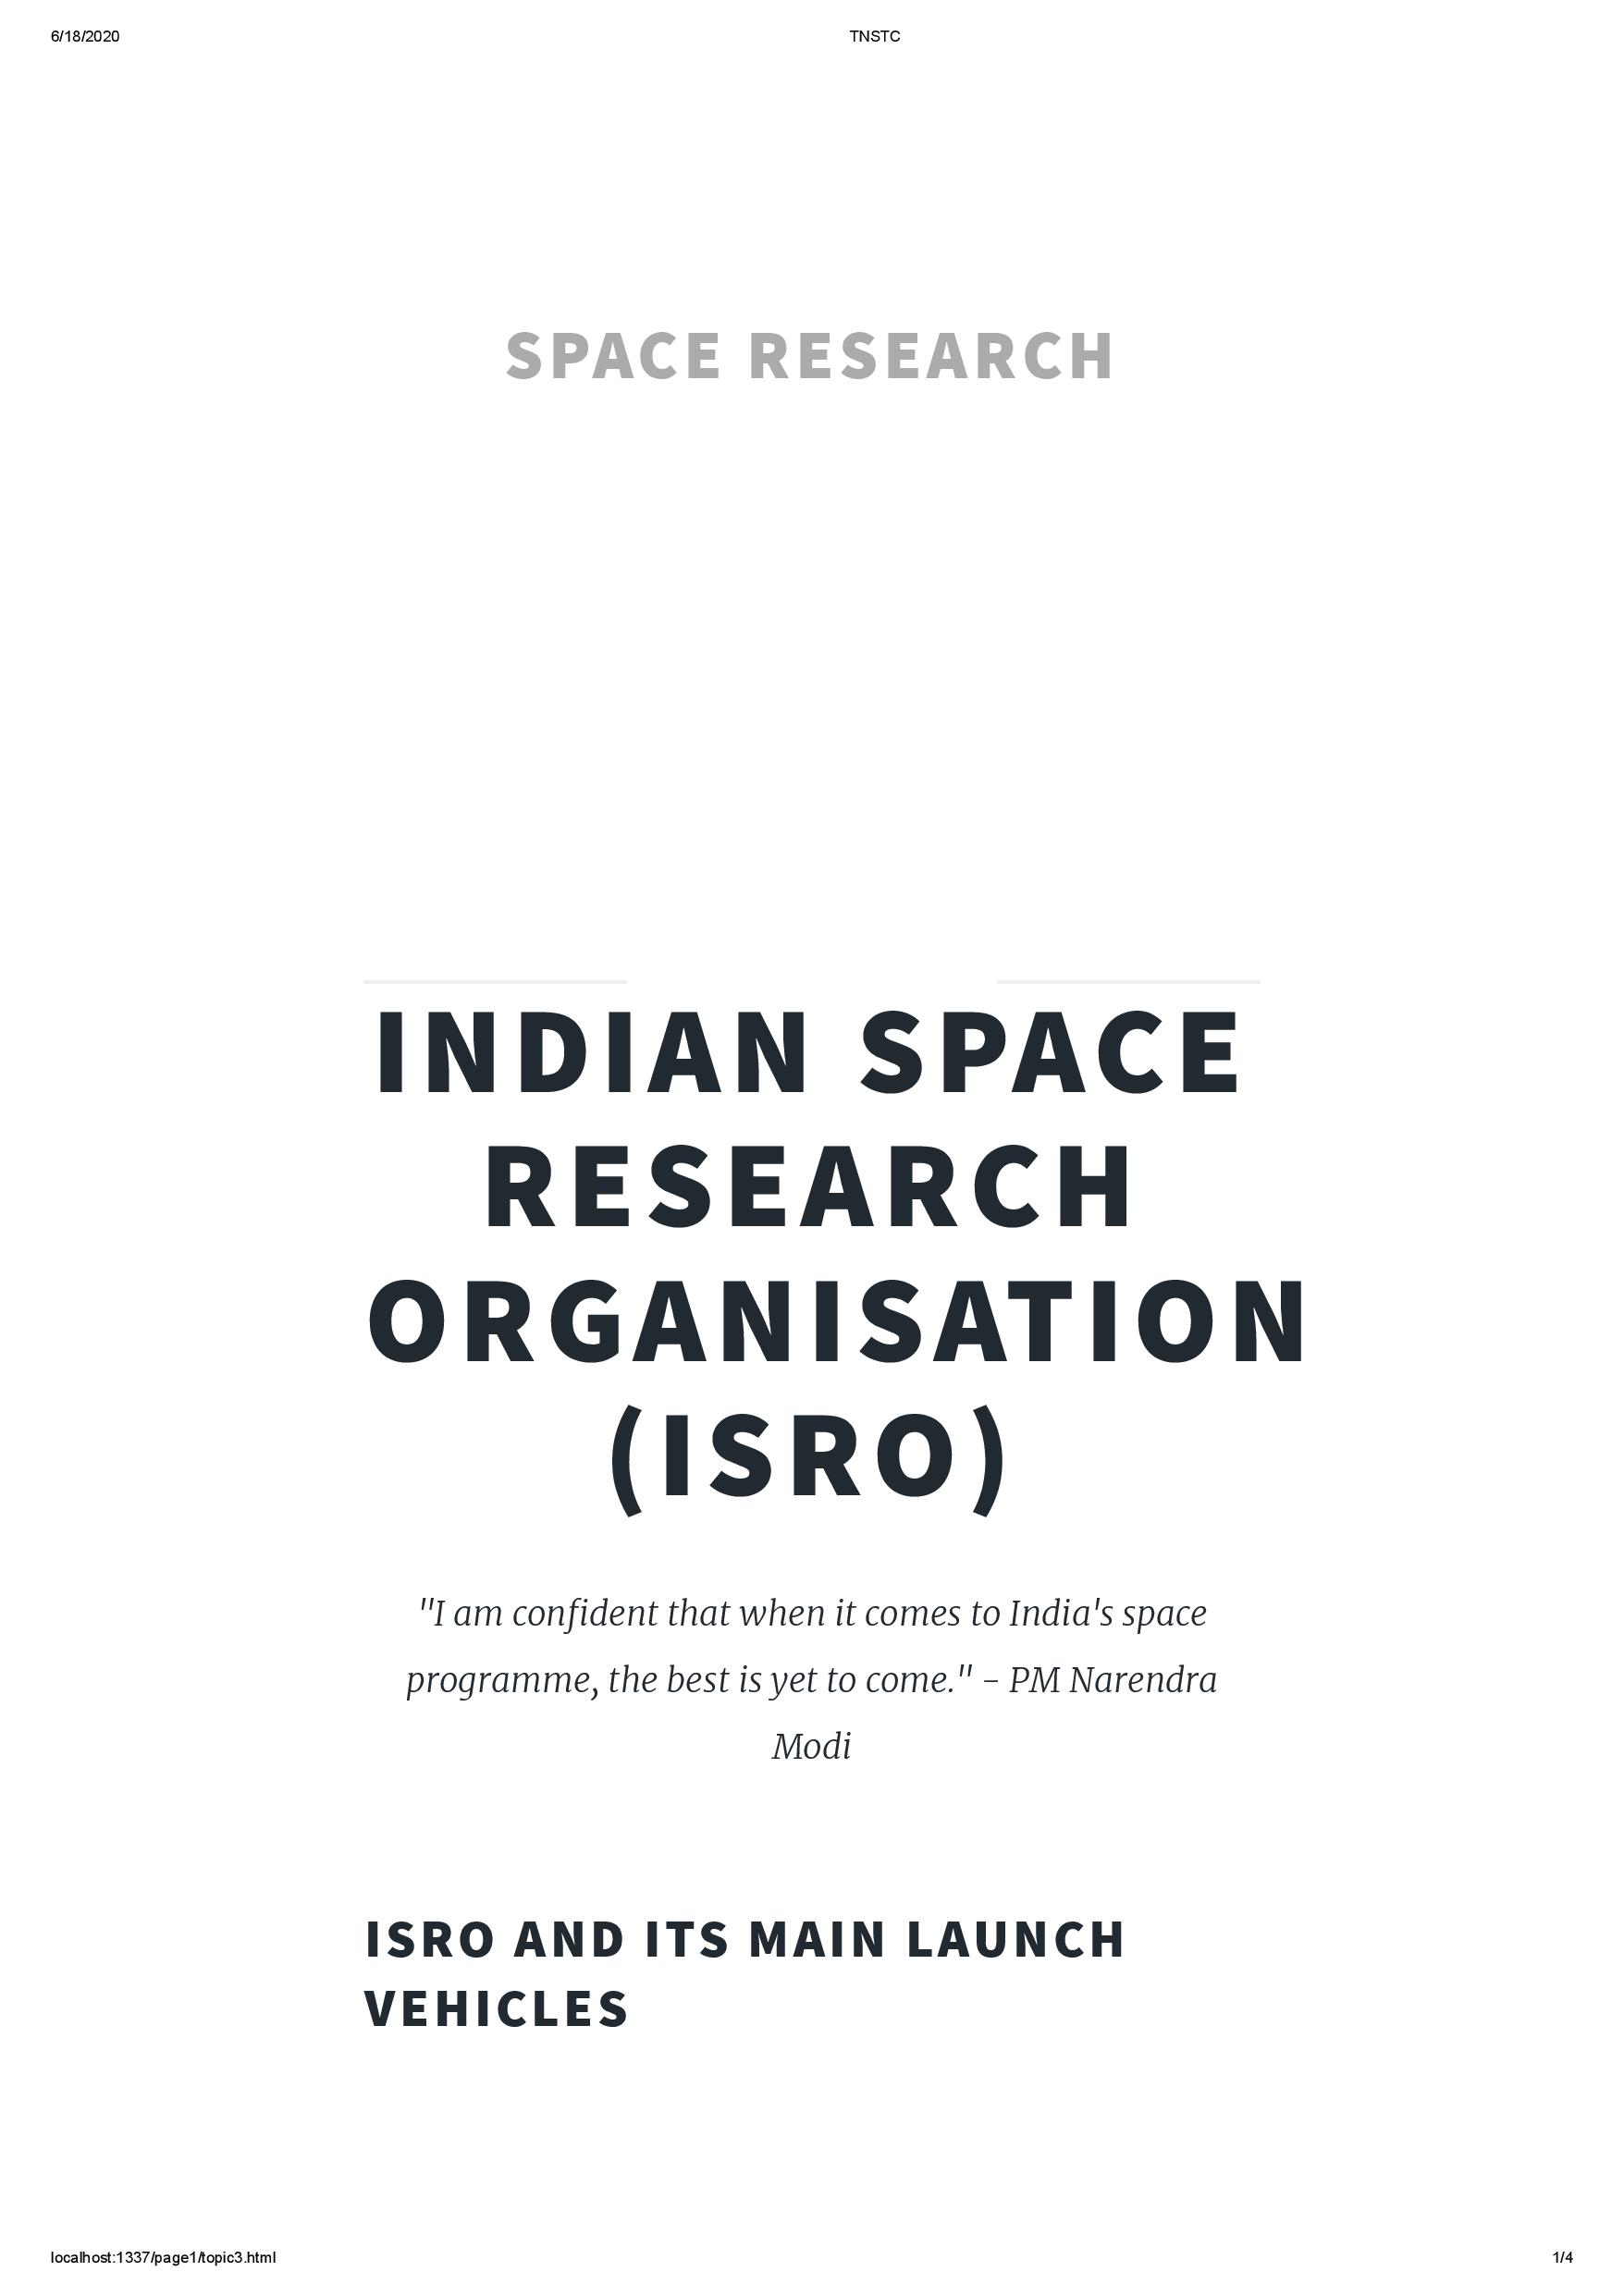 6/18/2020 TNSTC
SPACE RESEARCH
INDIAN SPACE
RESEARCH
ORGANISATION
(ISRO)
"I am confident that when it comes to India's space
programme, the best is yet to come." - PM Narendra
Modi
ISRO AND ITS MAIN LAUNCH
VEHICLES
localhost:1337/page1/topic3.html 1/4